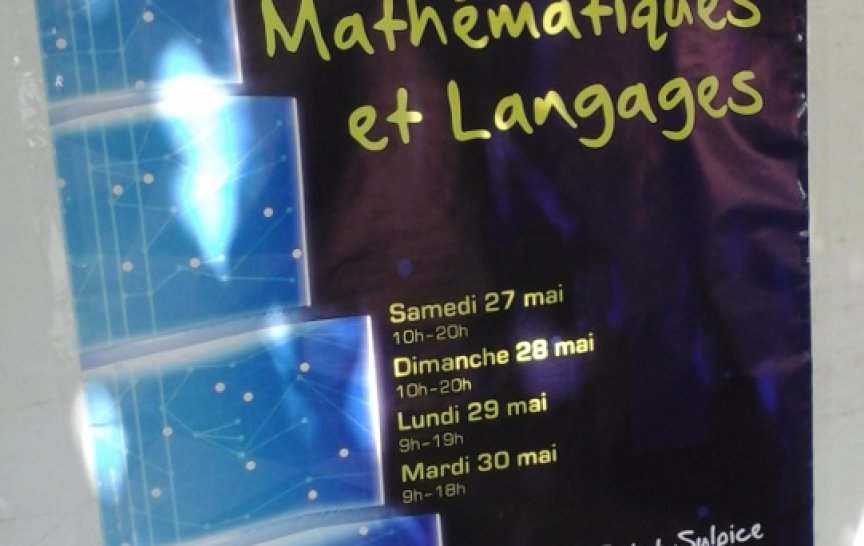 Mathématiques
et Langages
Samedi 27 mai
10h-20h
Dimanche 28 mai
10h-20h
Lundi 29 mai
9h-19h
Mardi 30 mai
9h-18h
Sulpice